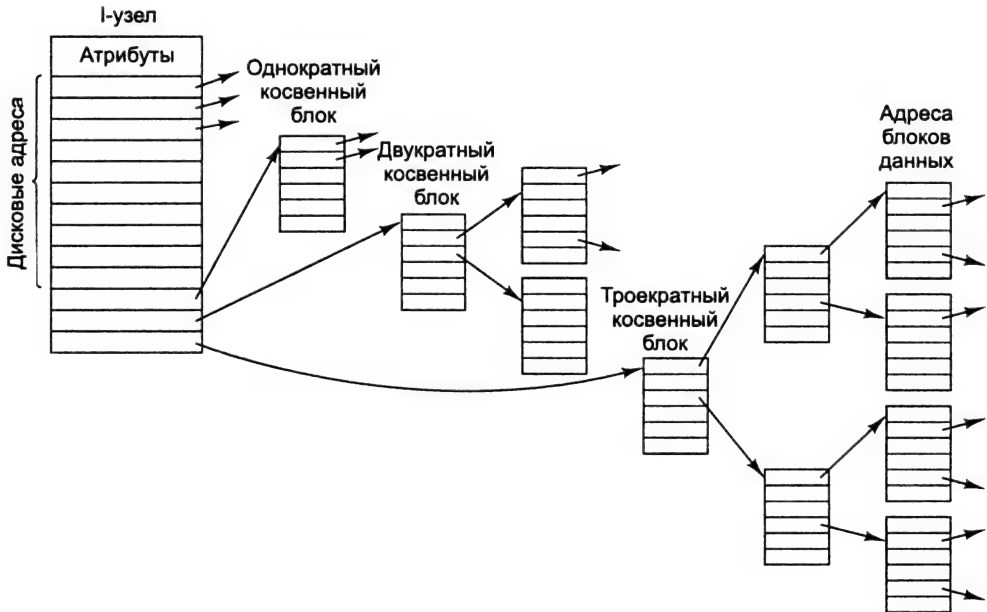 I-узел
Атрибуты
Дисковые адреса
Однократный
косвенный
блок
Двукратный
косвенный
блок
Троекратный
косвенный
блок
Адреса
блоков
данных